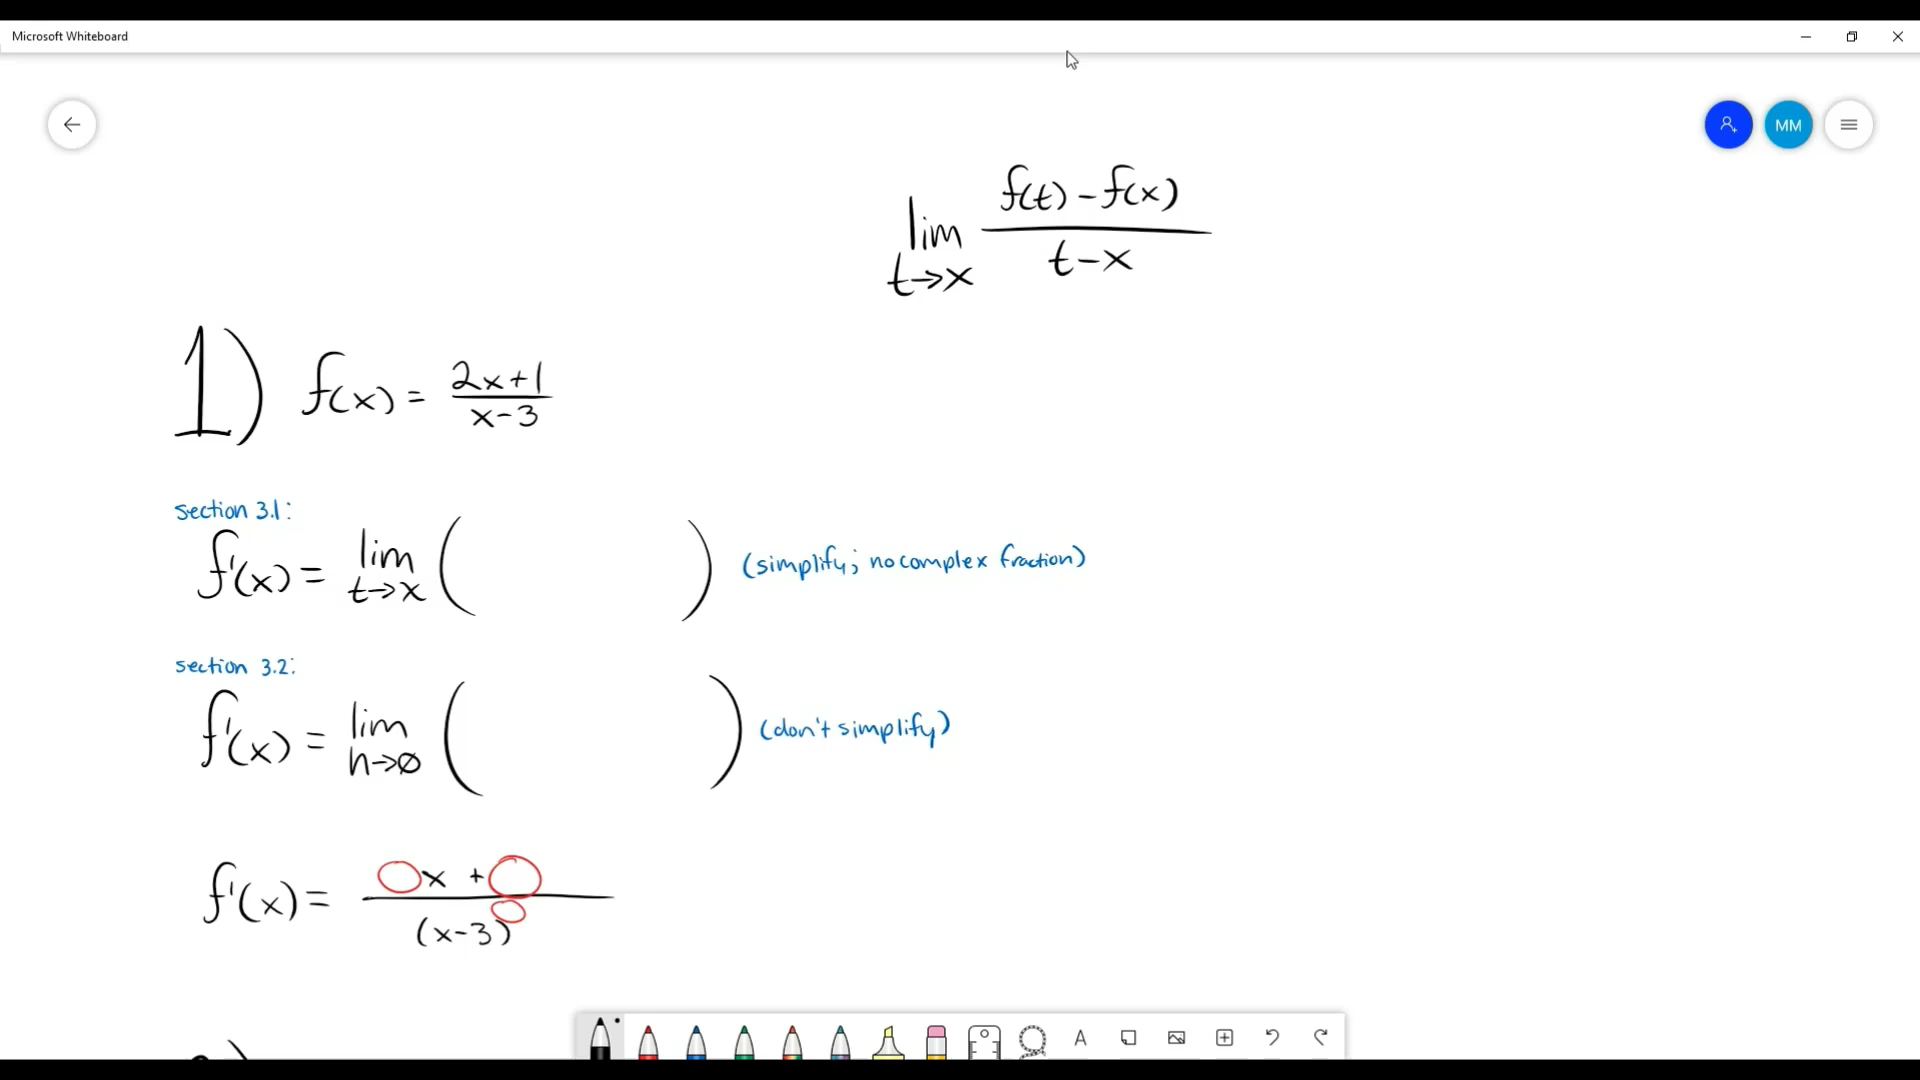 Microsoft Whiteboard
MM
lim t→x f(t) - f(x) / t - x
1) f(x) = 2x+1 / x-3
section 3.1:
f'(x) = lim t→x ( ) (simplify; no complex fraction)
section 3.2:
f'(x) = lim h→0 ( ) (don't simplify)
f'(x) = x + / (x-3)
A